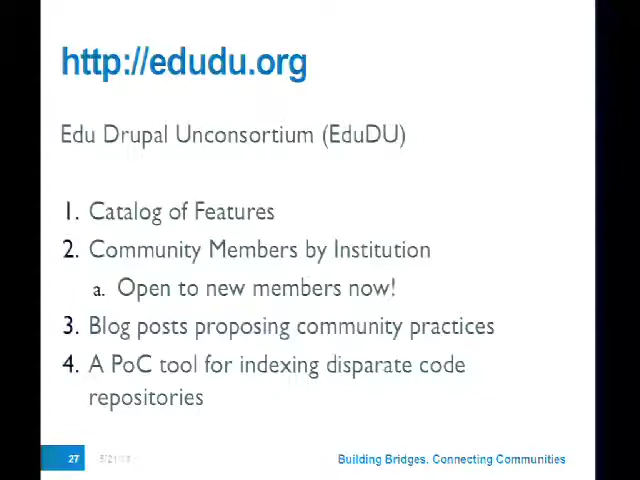 http://edudu.org
Edu Drupal Unconsortium (EduDU)
1. Catalog of Features
2. Community Members by Institution
a. Open to new members now!
3. Blog posts proposing community practices
4. A PoC tool for indexing disparate code
repositories
27
Building Bridges. Connecting Communities